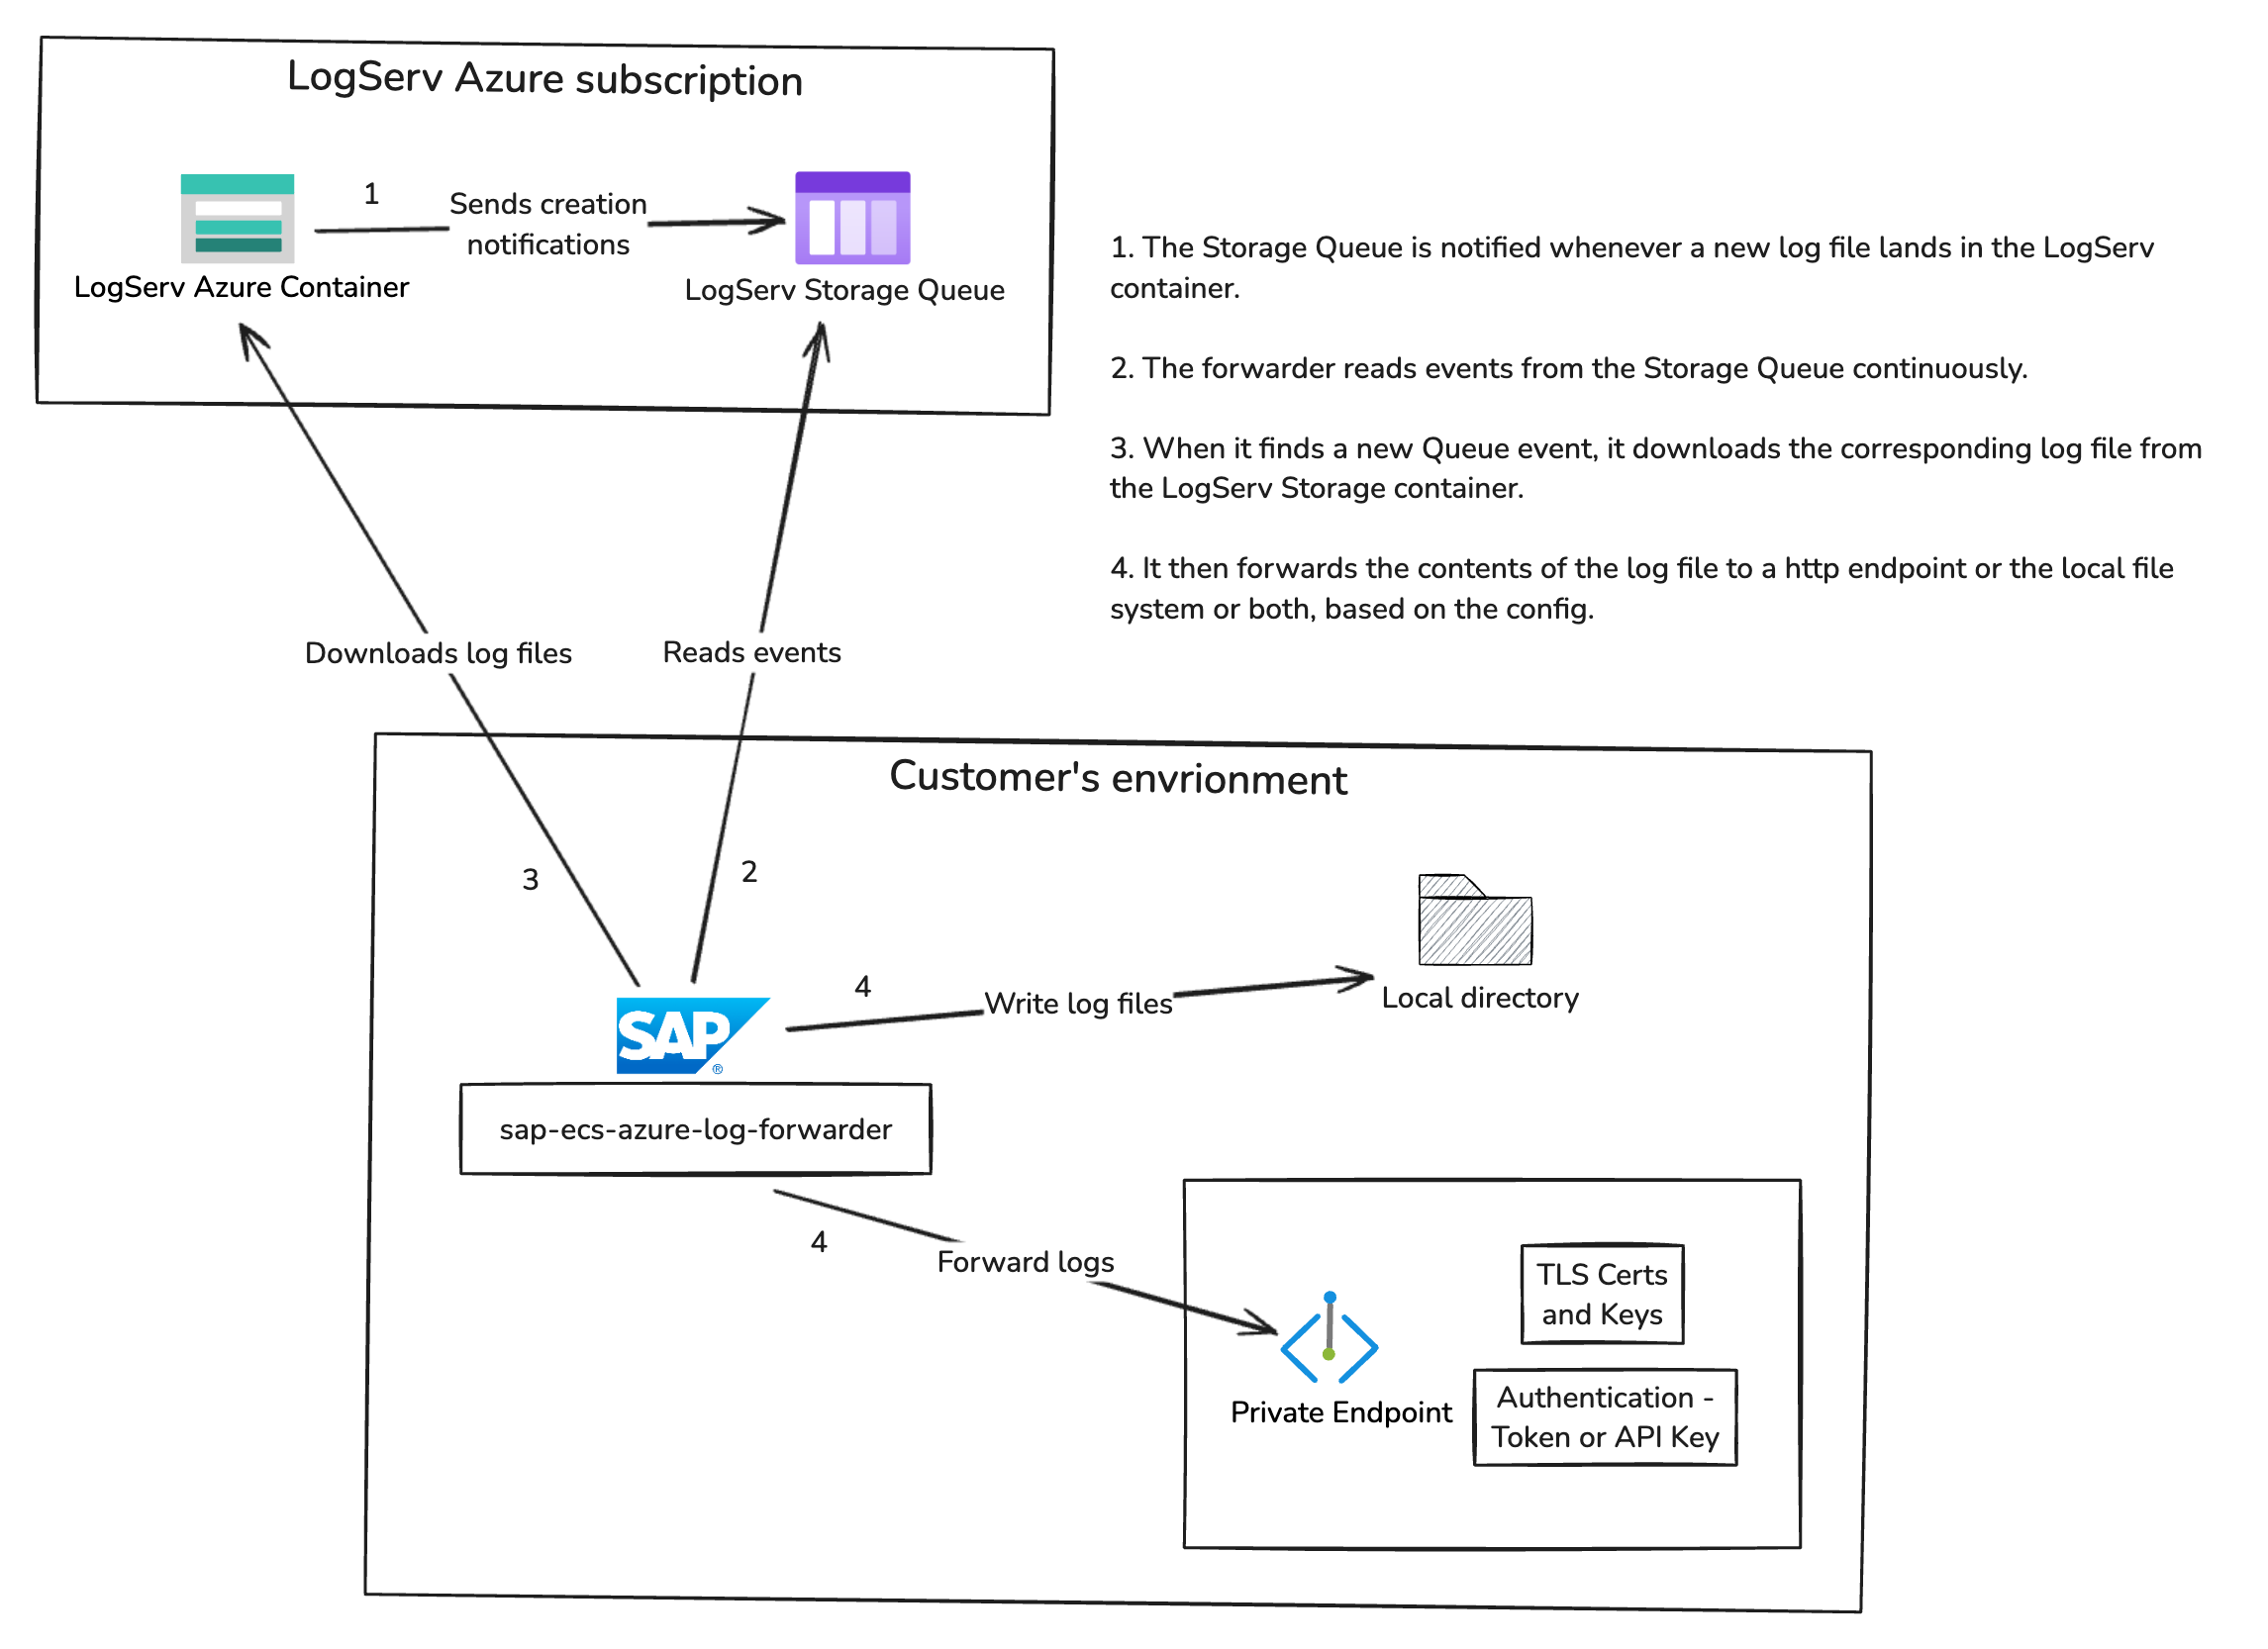 LogServ Azure subscription
1
Sends creation
notifications
LogServ Azure Container
LogServ Storage Queue
1. The Storage Queue is notified whenever a new log file lands in the LogServ
container.
2. The forwarder reads events from the Storage Queue continuously.
3. When it finds a new Queue event, it downloads the corresponding log file from
the LogServ Storage container.
4. It then forwards the contents of the log file to a http endpoint or the local file
system or both, based on the config.
Downloads log files
Reads events
Customer's envrionment
3
2
4
Write log files
Local directory
SAP®
sap-ecs-azure-log-forwarder
4
Forward logs
TLS Certs
and Keys
Private Endpoint
Authentication -
Token or API Key